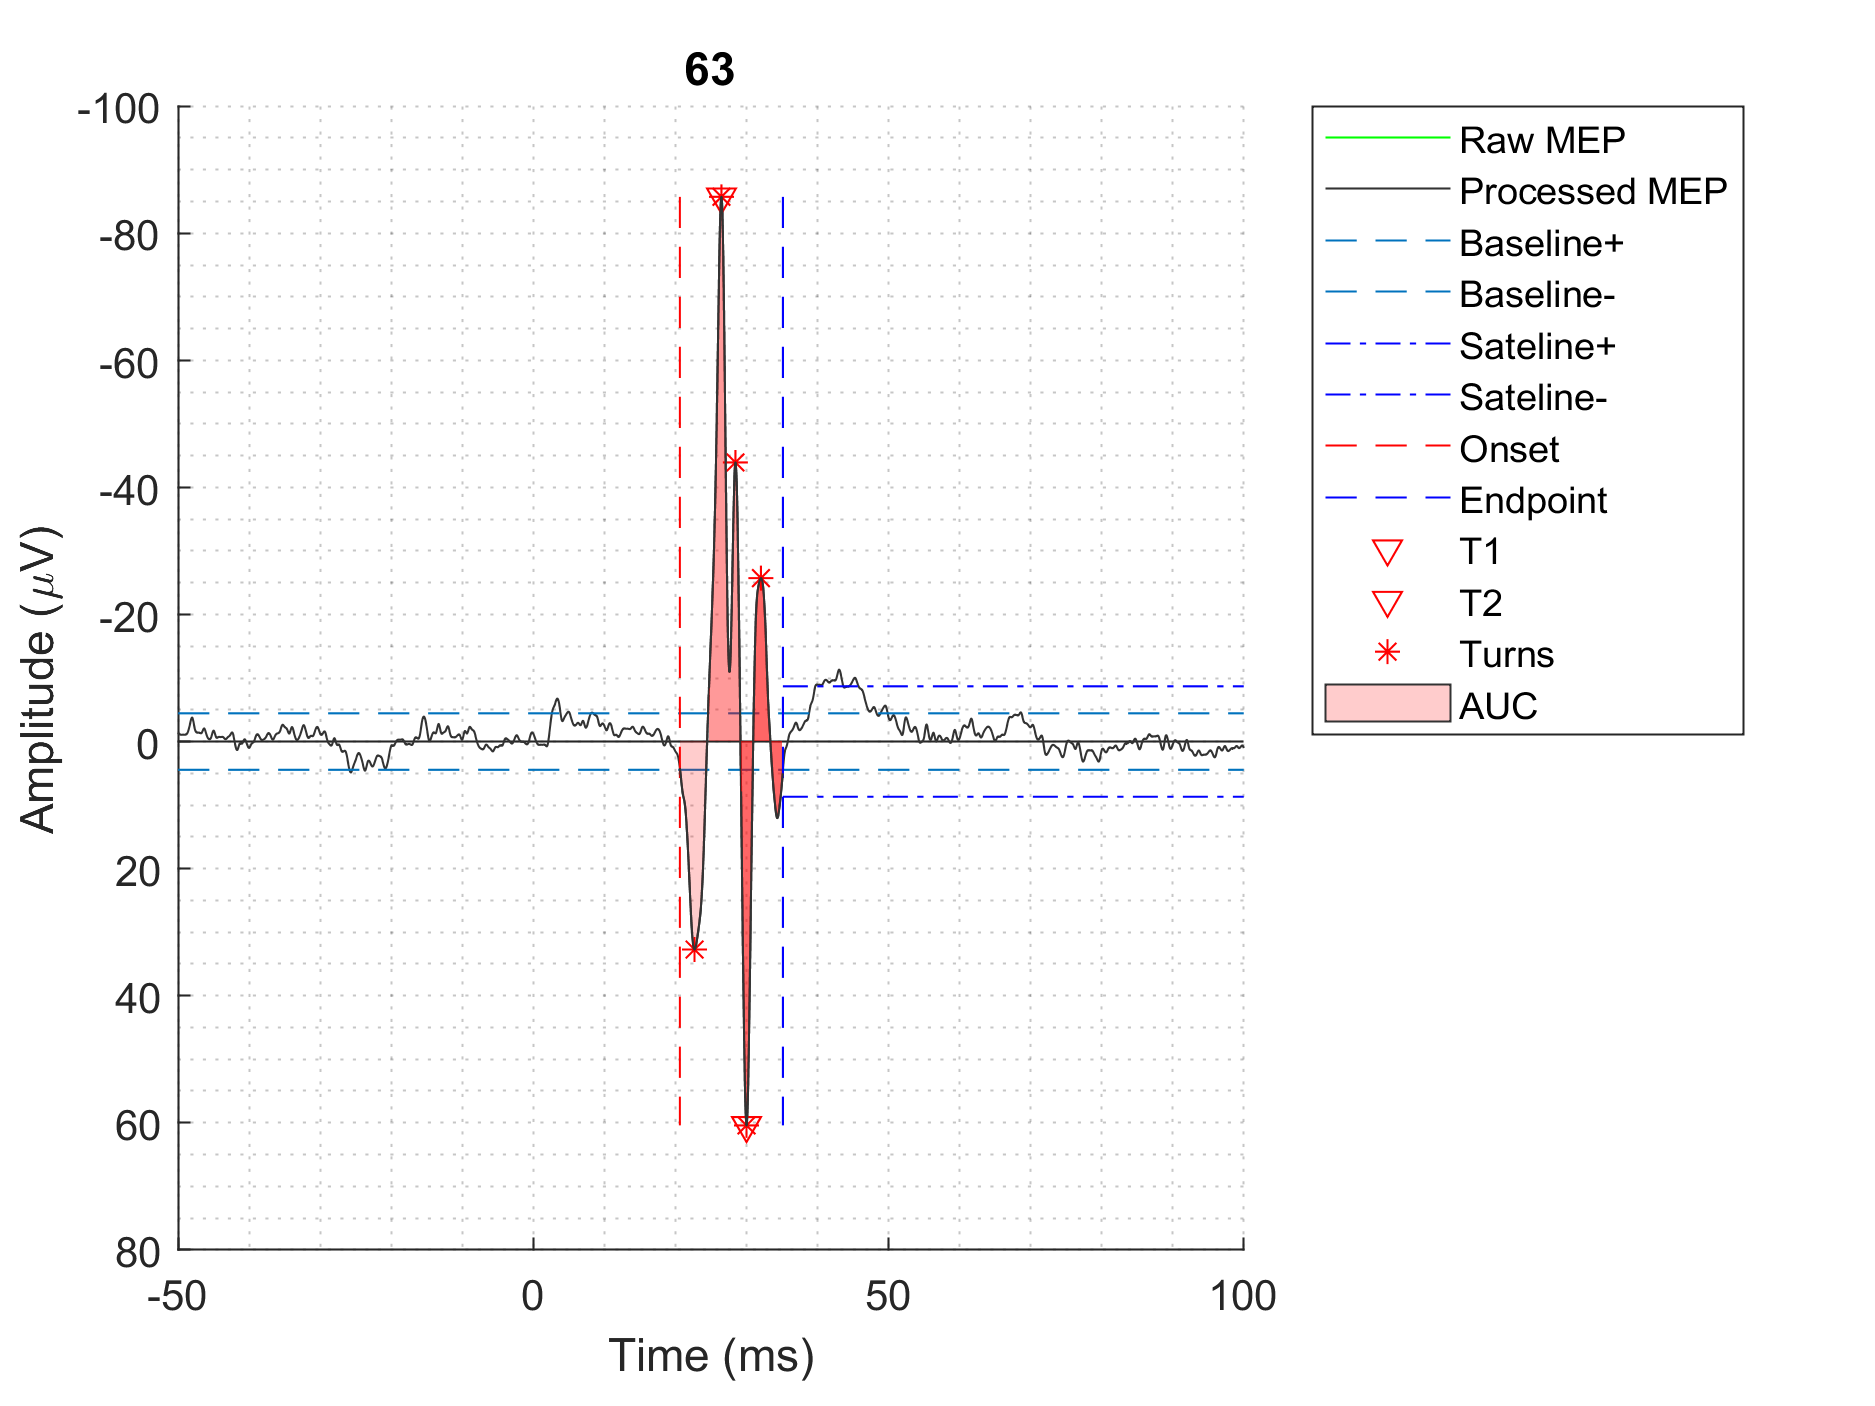 63
-100
-80
-60
-40
-20
0
20
40
60
80
-50
0
50
100
Time (ms)
Amplitude (μV)
Raw MEP
Processed MEP
Baseline+
Baseline-
Sateline+
Sateline-
Onset
Endpoint
T1
T2
Turns
AUC